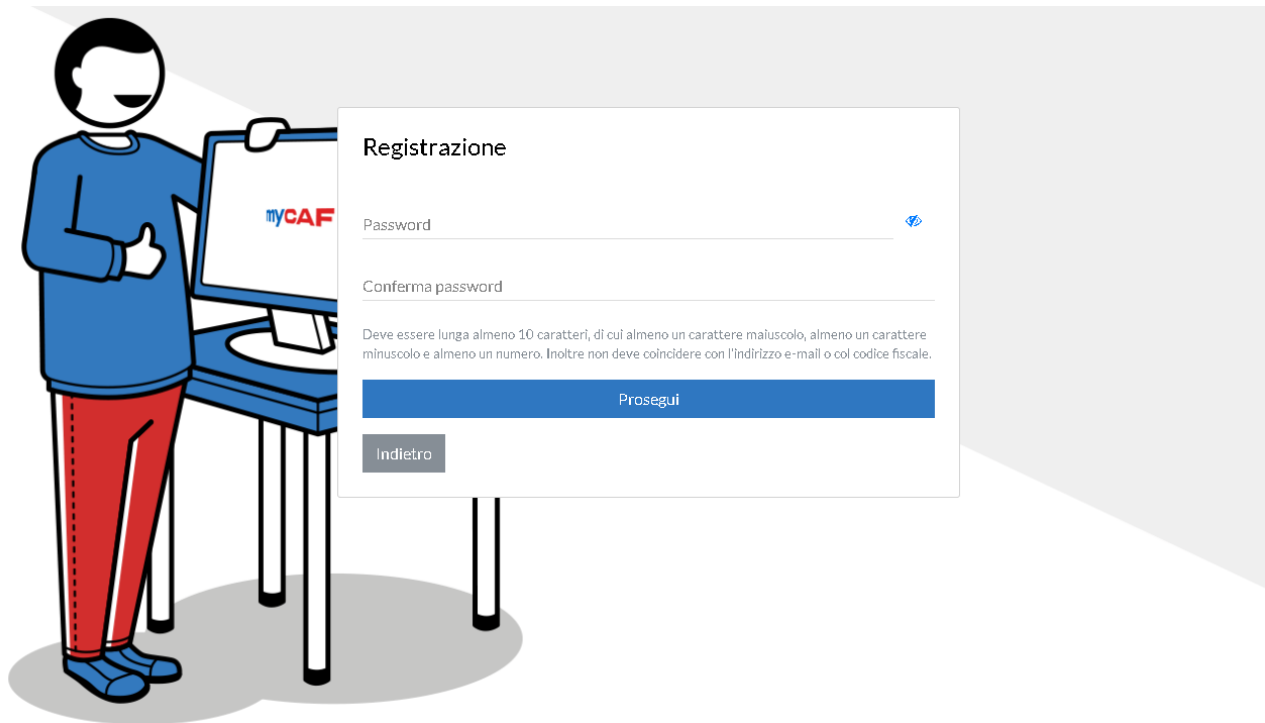 Registrazione
myCAF
Password
Conferma password
Deve essere lunga almeno 10 caratteri, di cui almeno un carattere maiuscolo, almeno un carattere
minuscolo e almeno un numero. Inoltre non deve coincidere con l'indirizzo e-mail o col codice fiscale.
Prosegui
Indietro